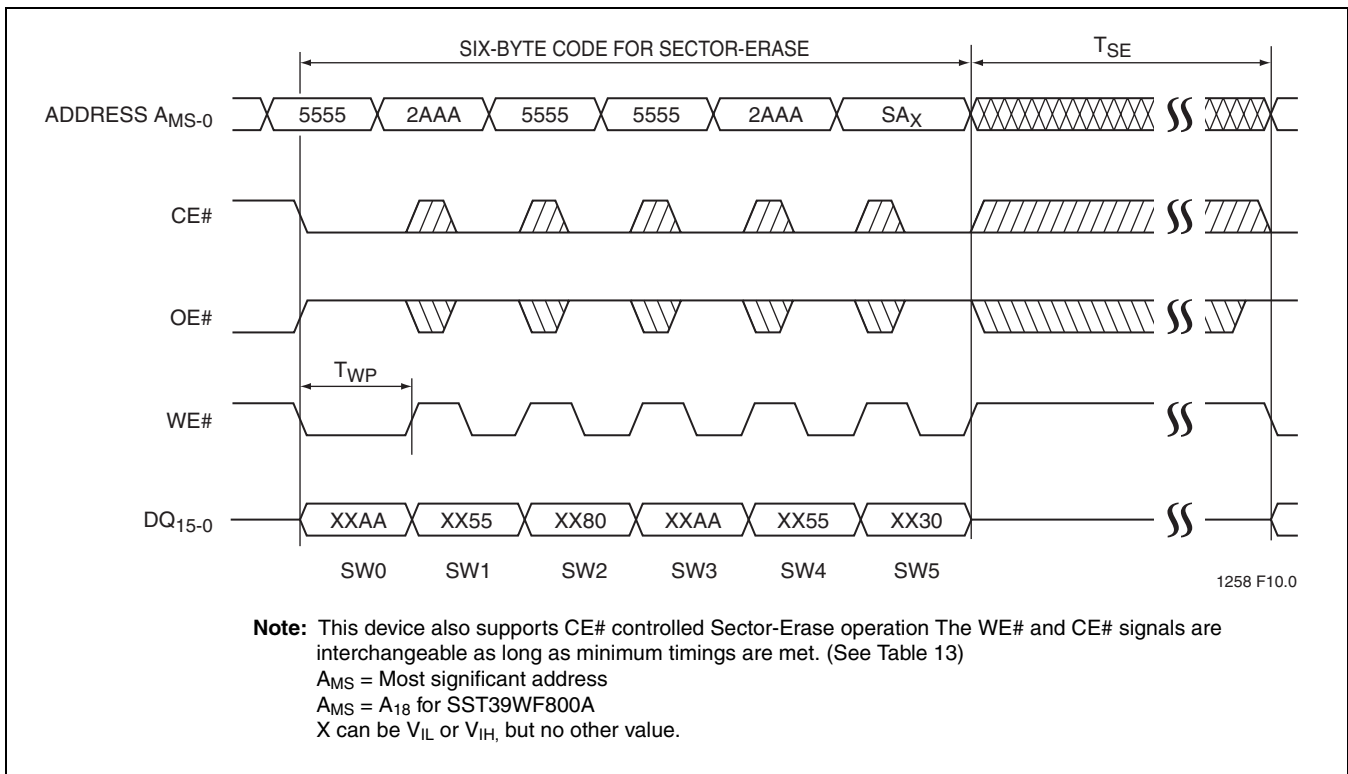 SIX-BYTE CODE FOR SECTOR-ERASE TSE
ADDRESS AMS-0 5555 2AAA 5555 5555 2AAA SAX
CE#
OE#
TWP
WE#
DQ15-0 XXAA XX55 XX80 XXAA XX55 XX30
SW0 SW1 SW2 SW3 SW4 SW5
1258 F10.0
Note: This device also supports CE# controlled Sector-Erase operation The WE# and CE# signals are
interchangeable as long as minimum timings are met. (See Table 13)
AMS = Most significant address
AMS = A18 for SST39WF800A
X can be VIL or VIH, but no other value.